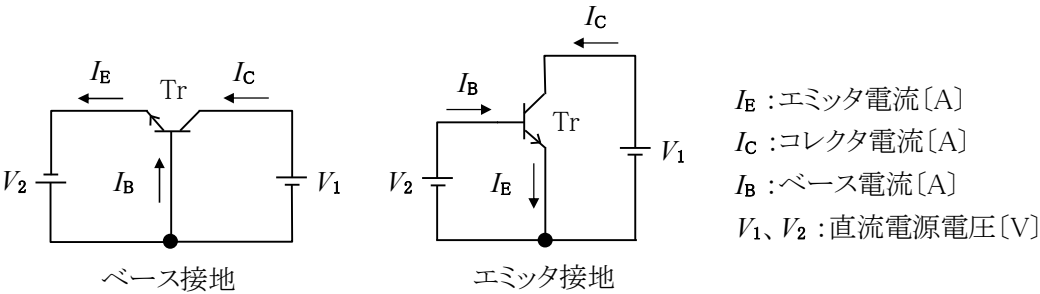 I_E Tr I_C
V_2 I_B V_1
ベース接地
I_C
I_B Tr
V_2 I_E V_1
エミッタ接地
I_E：エミッタ電流〔A〕
I_C：コレクタ電流〔A〕
I_B：ベース電流〔A〕
V_1、V_2：直流電源電圧〔V〕